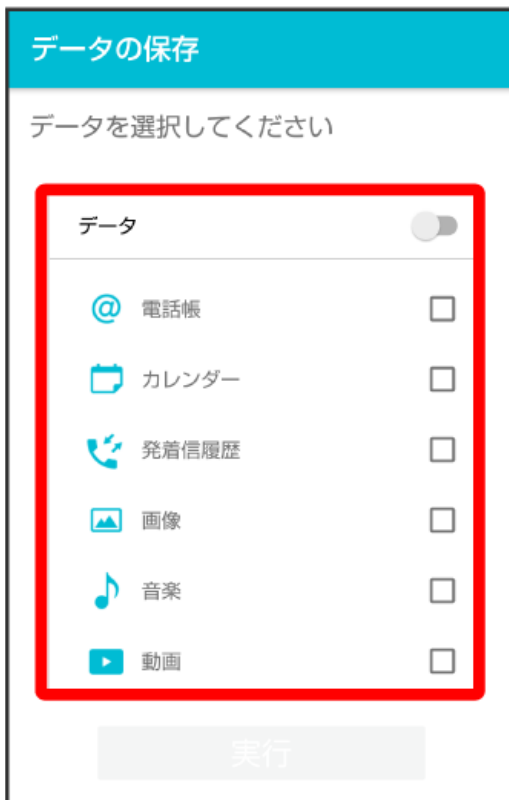 データの保存
データを選択してください
データ
電話帳
カレンダー
発着信履歴
画像
音楽
動画
実行